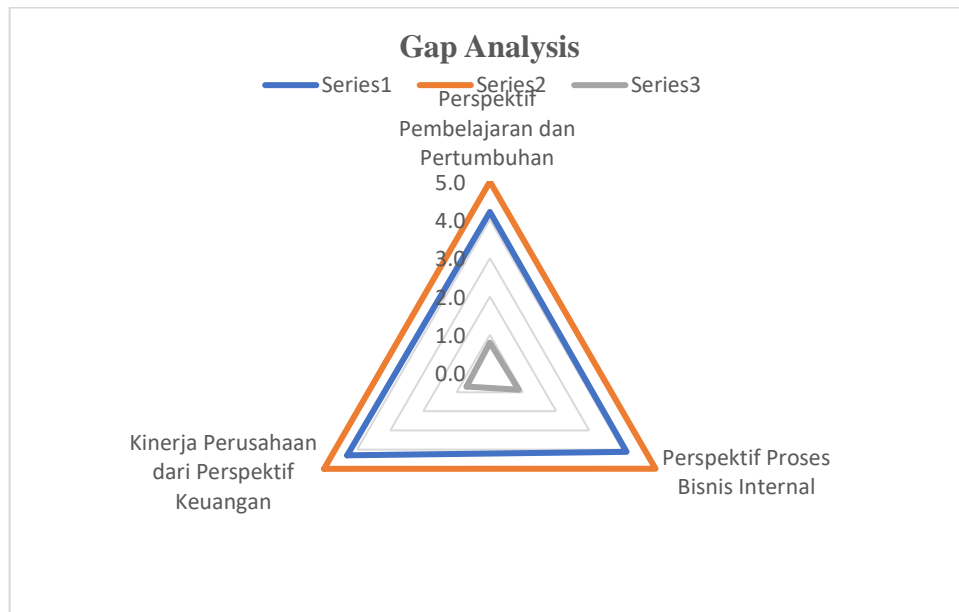 Gap Analysis
Series1 Series2 Series3
Perspektif
Pembelajaran dan
Pertumbuhan
5.0
4.0
3.0
2.0
1.0
0.0
Kinerja Perusahaan
dari Perspektif
Keuangan
Perspektif Proses
Bisnis Internal